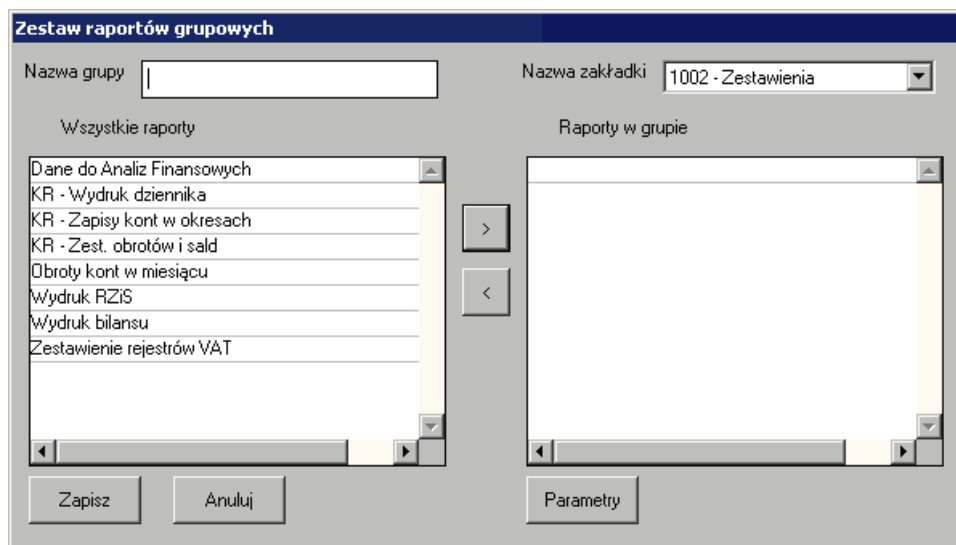 Zestaw raportów grupowych
Nazwa grupy
Nazwa zakładki 1002 - Zestawienia
Wszystkie raporty
Raporty w grupie
Dane do Analiz Finansowych
KR - Wydruk dziennika
KR - Zapisy kont w okresach
KR - Zest. obrotów i sald
Obroty kont w miesiącu
Wydruk RZiS
Wydruk bilansu
Zestawienie rejestrów VAT
>
<
Zapisz
Anuluj
Parametry